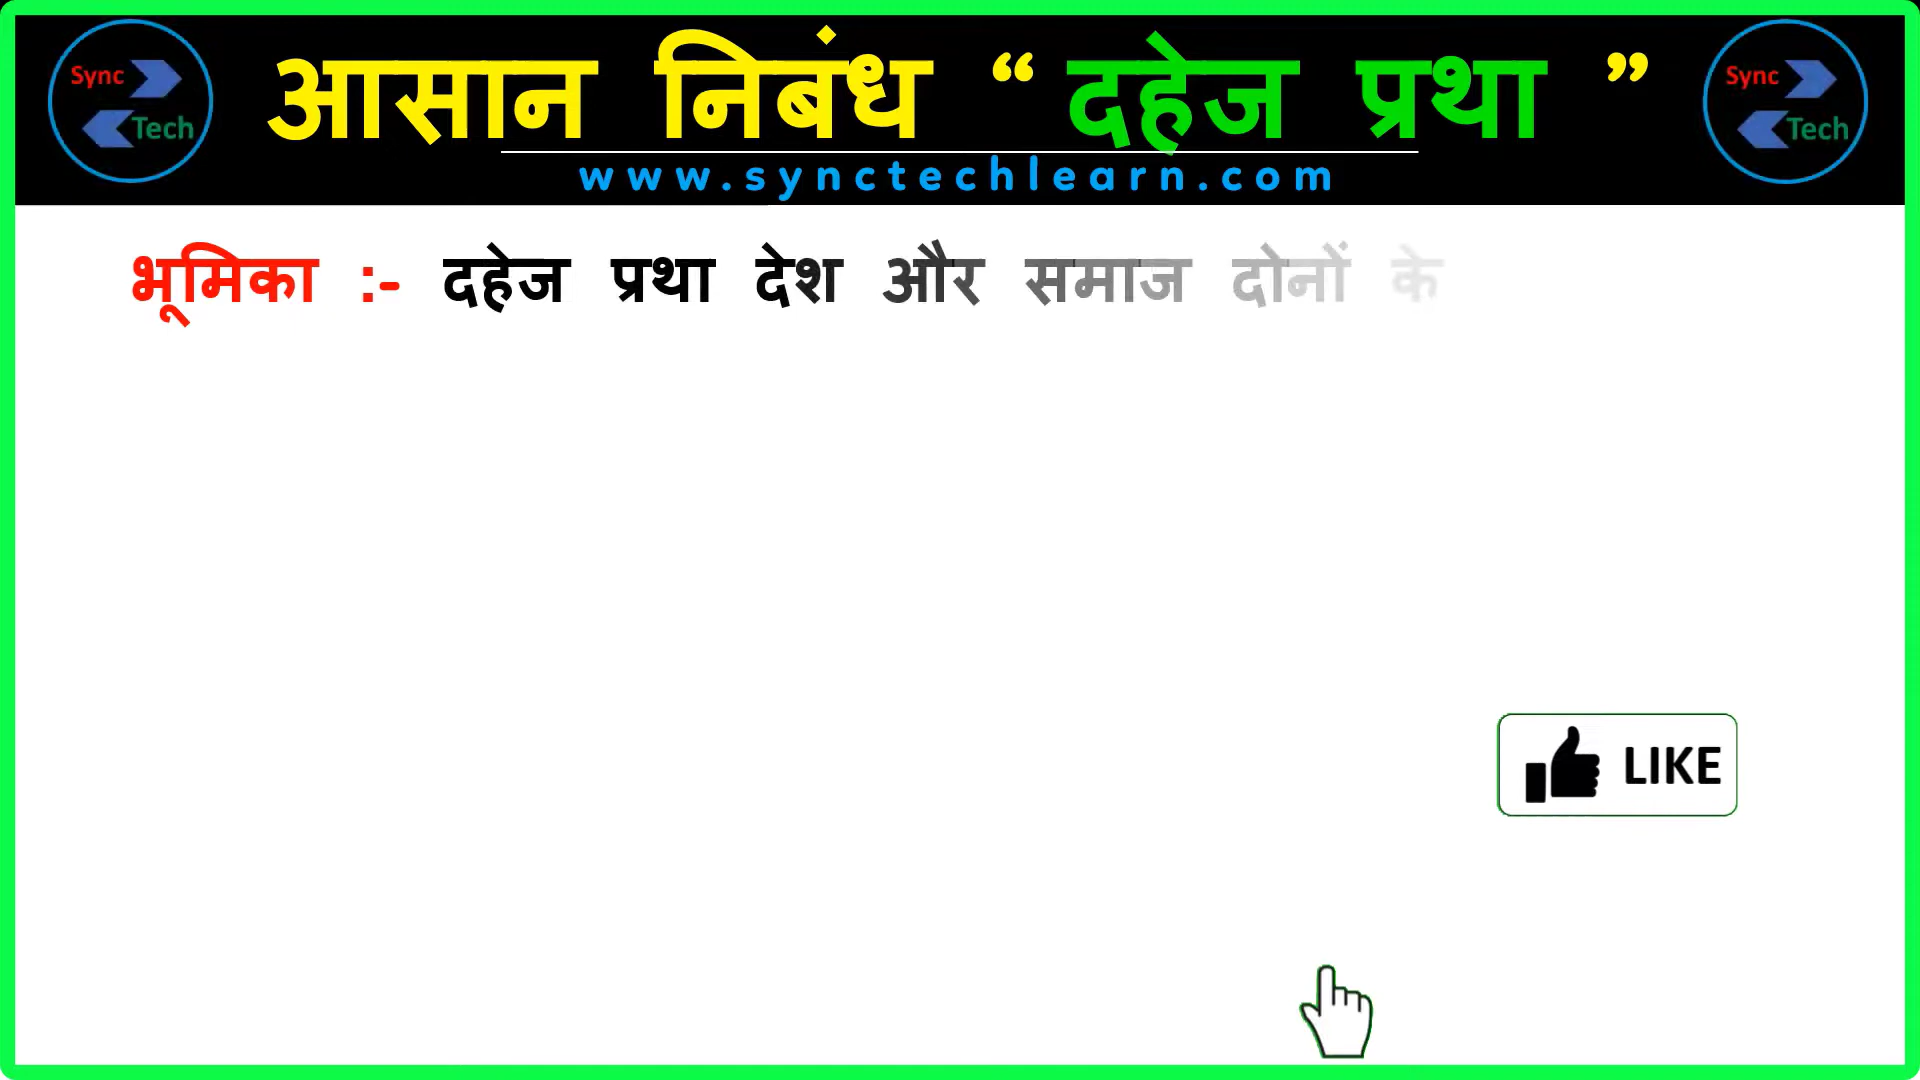 Sync Tech
आसान निबंध “ दहेज प्रथा ”
Sync Tech
www.synctechlearn.com
भूमिका :- दहेज प्रथा देश और समाज दोनों के
LIKE